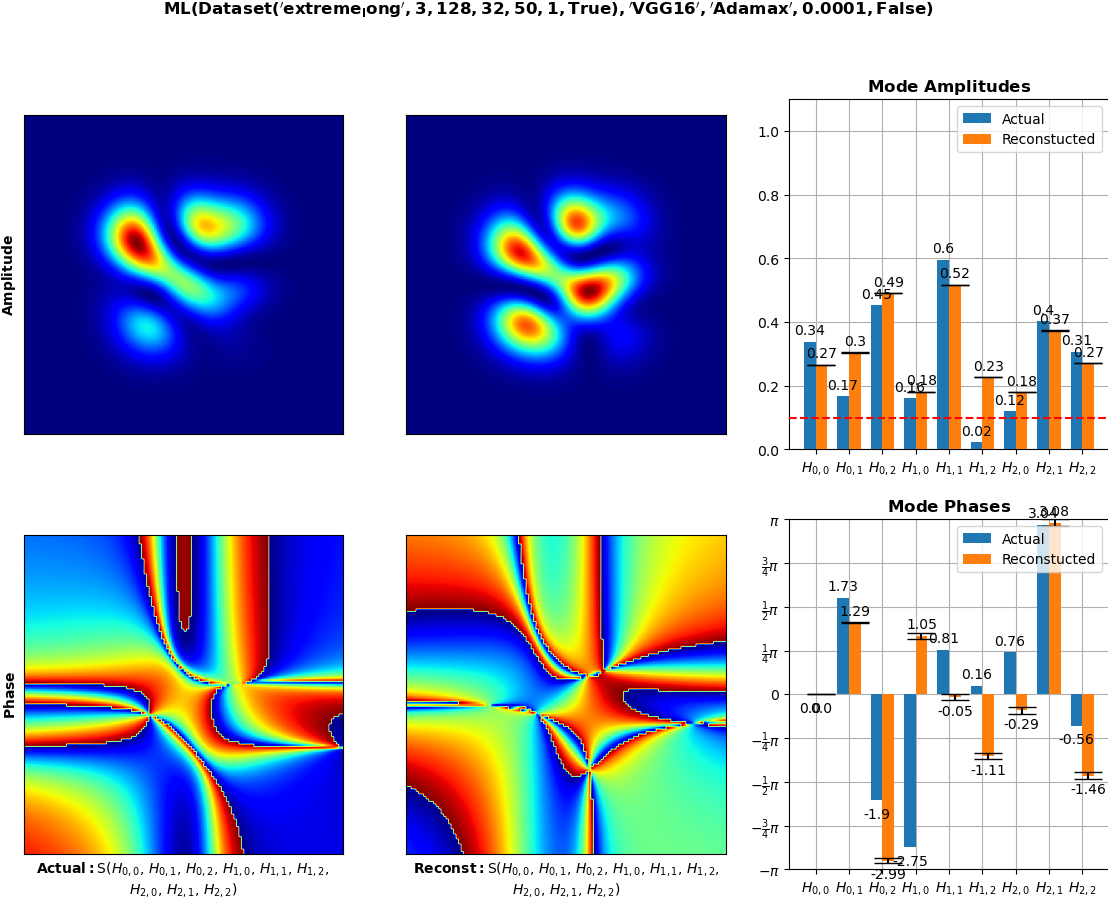 ML(Dataset('extreme_long', 3, 128, 32, 50, 1, True), 'VGG16', 'Adamax', 0.0001, False)
Amplitude
Mode Amplitudes
Actual
Reconstucted
1.0
0.8
0.6
0.4
0.2
0.0
0.34
0.27
0.17
0.3
0.45
0.49
0.16
0.18
0.6
0.52
0.02
0.23
0.12
0.18
0.4
0.37
0.31
0.27
H0,0 H0,1 H0,2 H1,0 H1,1 H1,2 H2,0 H2,1 H2,2
Phase
Mode Phases
Actual
Reconstucted
π
3/4π
1/2π
1/4π
0
−1/4π
−1/2π
−3/4π
−π
0.0
0.0
1.73
1.29
-1.9
-2.99
-2.75
1.05
0.81
-0.05
0.16
-1.11
0.76
-0.29
3.04
3.08
-0.56
-1.46
H0,0 H0,1 H0,2 H1,0 H1,1 H1,2 H2,0 H2,1 H2,2
Actual: S(H0,0, H0,1, H0,2, H1,0, H1,1, H1,2,
H2,0, H2,1, H2,2)
Reconst: S(H0,0, H0,1, H0,2, H1,0, H1,1, H1,2,
H2,0, H2,1, H2,2)